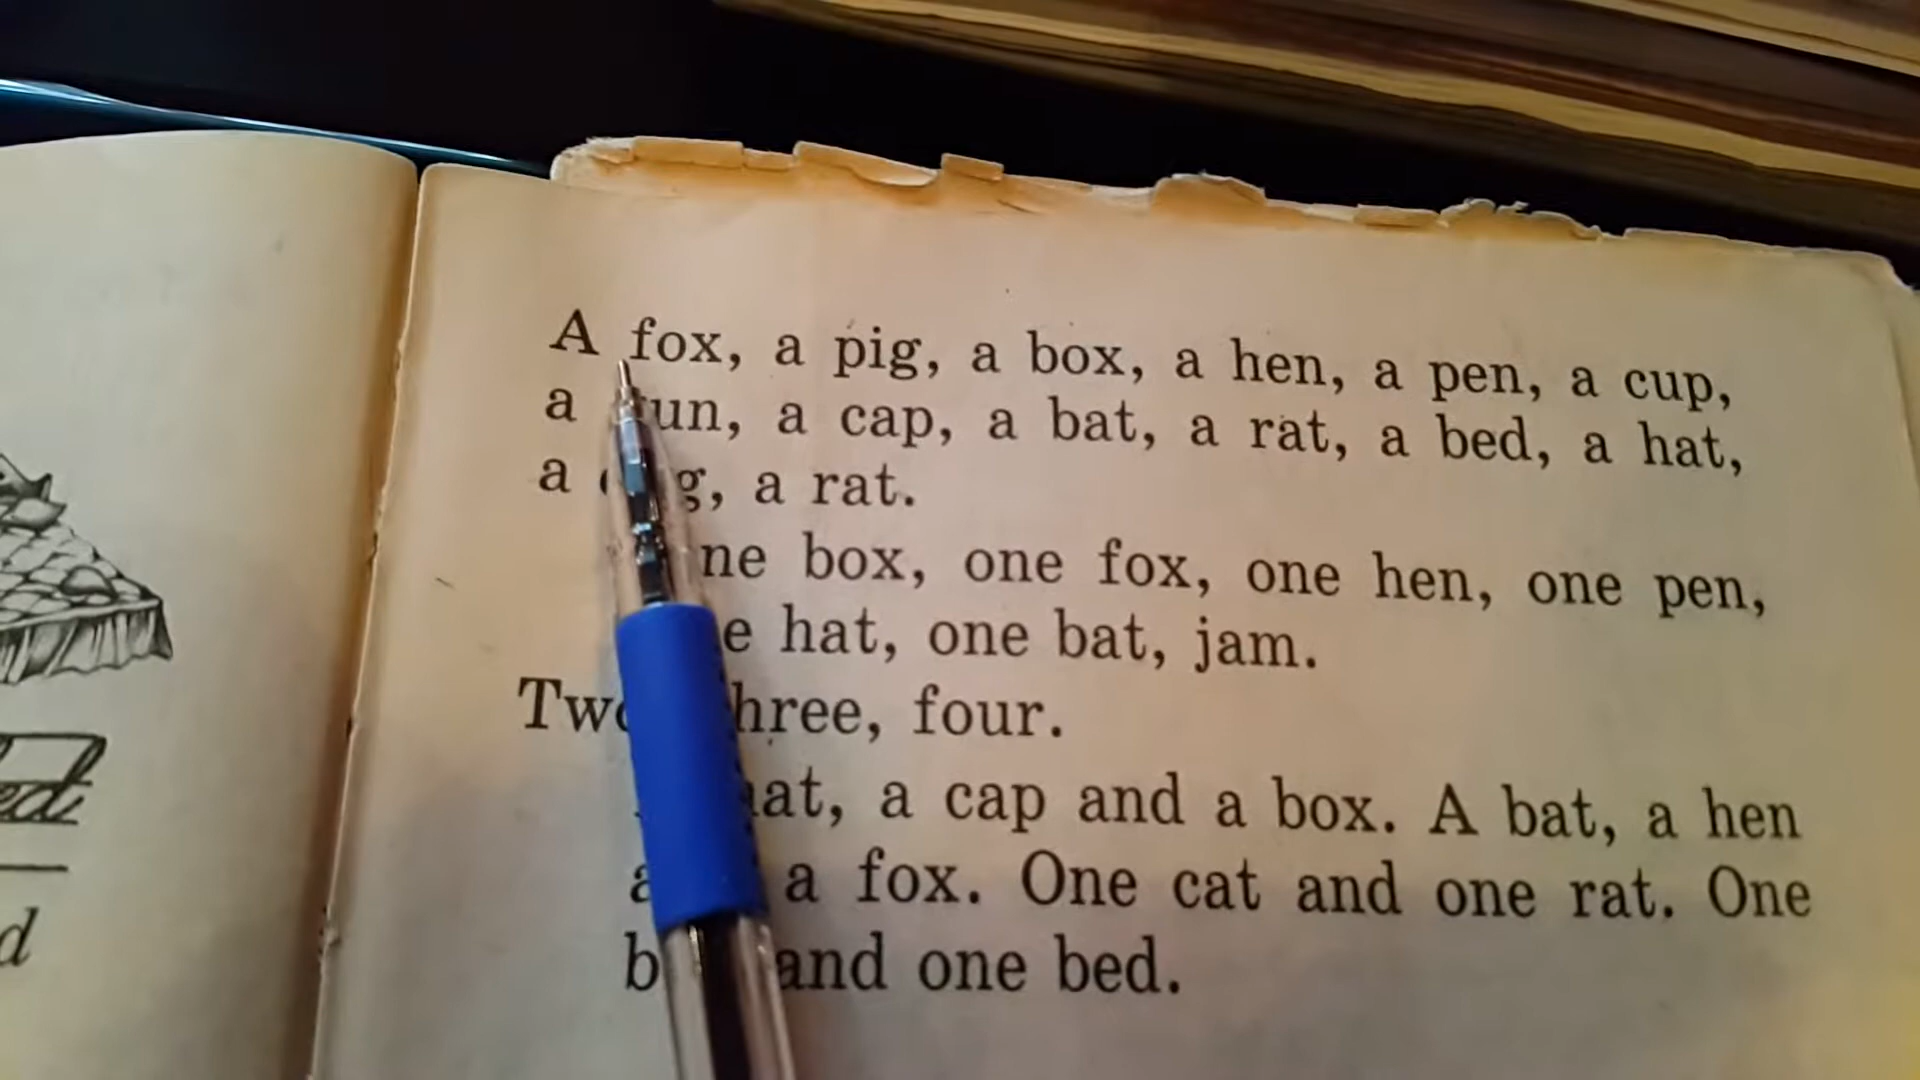 A fox, a pig, a box, a hen, a pen, a cup,
a un, a cap, a bat, a rat, a bed, a hat,
a g, a rat.
ne box, one fox, one hen, one pen,
e hat, one bat, jam.
Two hree, four.
at, a cap and a box. A bat, a hen
a a fox. One cat and one rat. One
b and one bed.
ed
d